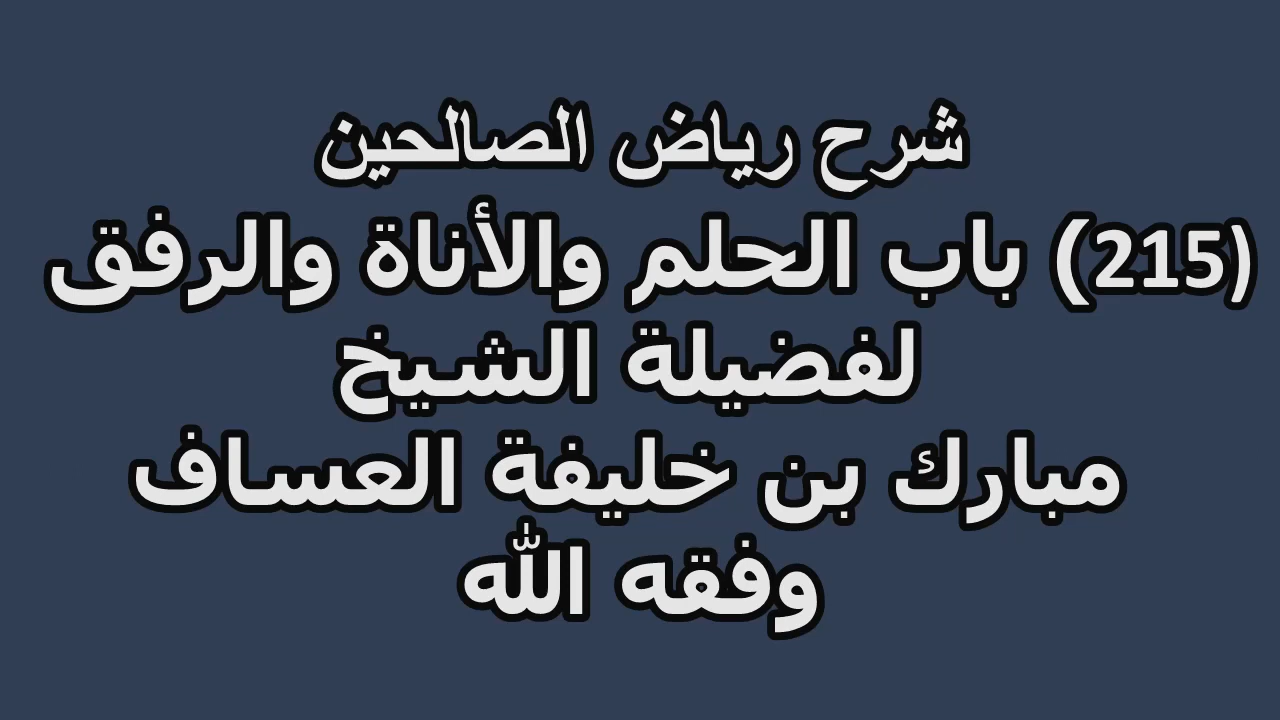 شرح رياض الصالحين
(215) باب الحلم والأناة والرفق
لفضيلة الشيخ
مبارك بن خليفة العساف
وفقه الله